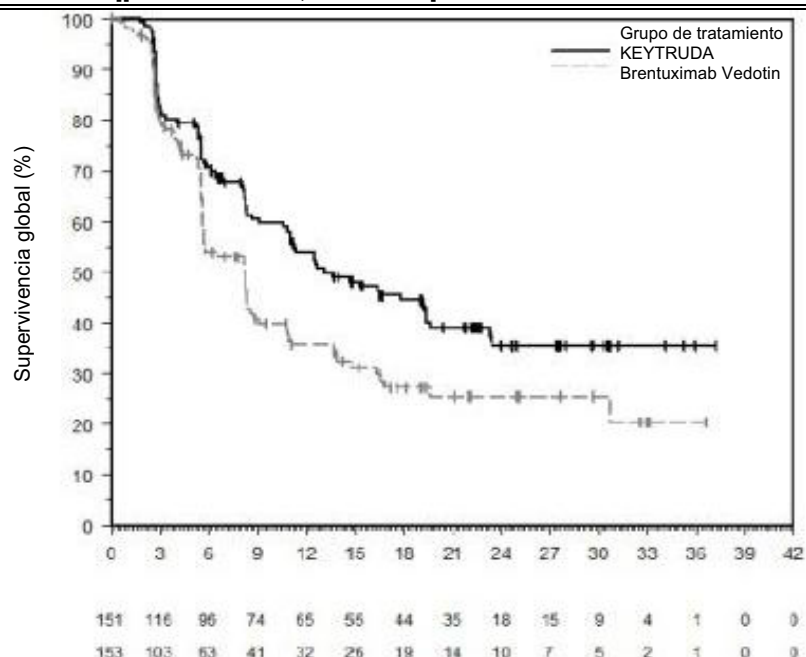 Grupo de tratamiento
KEYTRUDA
Brentuximab Vedotin
Supervivencia global (%)
100
90
80
70
60
50
40
30
20
10
0
0 3 6 9 12 15 18 21 24 27 30 33 36 39 42
151 116 96 74 65 55 44 35 18 15 9 4 1 0 0
153 103 63 41 32 26 19 14 10 7 5 2 1 0 0